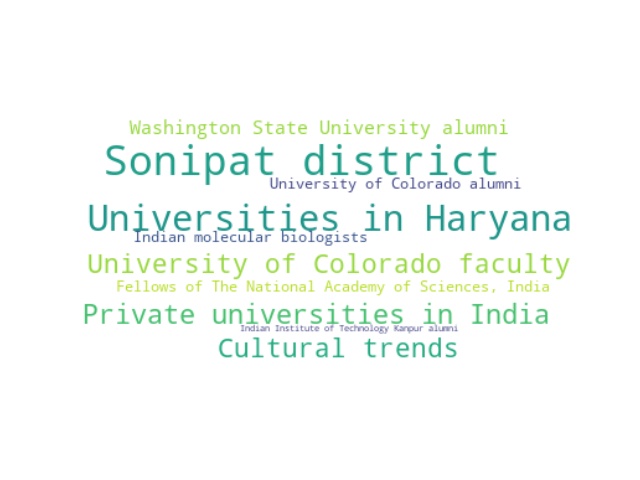 Washington State University alumni
Sonipat district
University of Colorado alumni
Universities in Haryana
Indian molecular biologists
University of Colorado faculty
Fellows of The National Academy of Sciences, India
Private universities in India
Indian Institute of Technology Kanpur alumni
Cultural trends